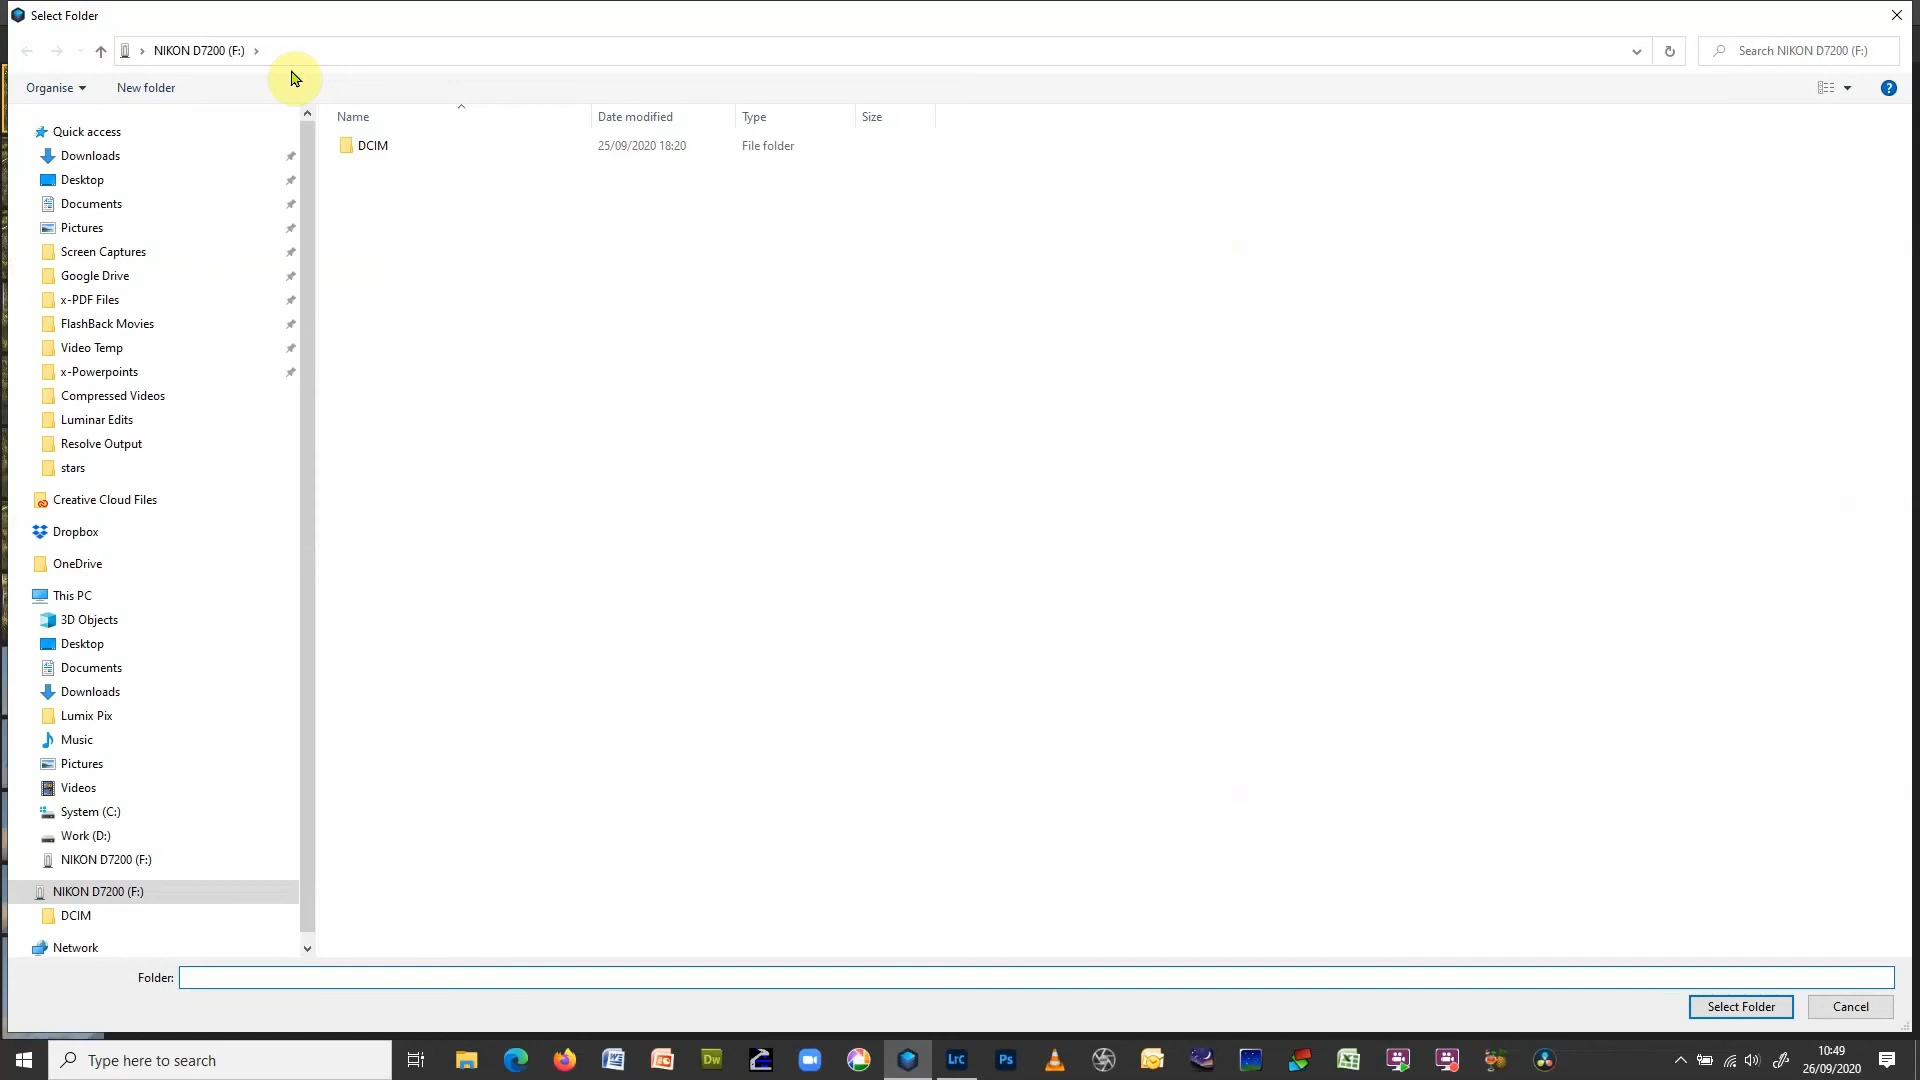 Select Folder
NIKON D7200 (F:)
Search NIKON D7200 (F:)
Organise
New folder
Name
Date modified
Type
Size
DCIM
25/09/2020 18:20
File folder
Quick access
Downloads
Desktop
Documents
Pictures
Screen Captures
Google Drive
x-PDF Files
FlashBack Movies
Video Temp
x-Powerpoints
Compressed Videos
Luminar Edits
Resolve Output
stars
Creative Cloud Files
Dropbox
OneDrive
This PC
3D Objects
Desktop
Documents
Downloads
Lumix Pix
Music
Pictures
Videos
System (C:)
Work (D:)
NIKON D7200 (F:)
NIKON D7200 (F:)
DCIM
Network
Folder:
Select Folder
Cancel
Type here to search
Dw
Lrc
Ps
10:49
26/09/2020